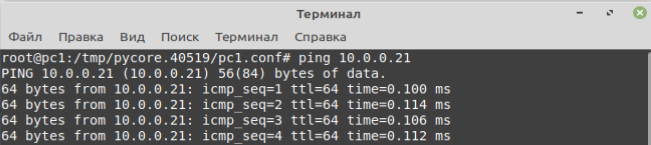 Терминал
Файл Правка Вид Поиск Терминал Справка
root@pc1:/tmp/pycore.40519/pc1.conf# ping 10.0.0.21
PING 10.0.0.21 (10.0.0.21) 56(84) bytes of data.
64 bytes from 10.0.0.21: icmp_seq=1 ttl=64 time=0.100 ms
64 bytes from 10.0.0.21: icmp_seq=2 ttl=64 time=0.114 ms
64 bytes from 10.0.0.21: icmp_seq=3 ttl=64 time=0.106 ms
64 bytes from 10.0.0.21: icmp_seq=4 ttl=64 time=0.112 ms